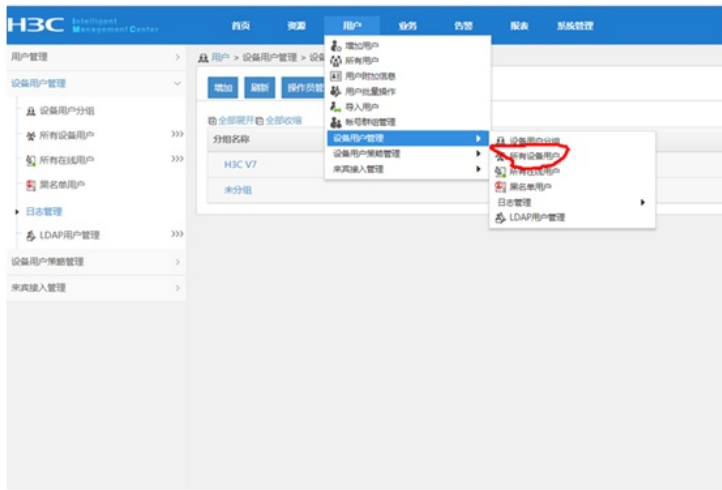 H3C Intelligent Management Center
首页 资源 用户 业务 告警 报表 系统管理
用户管理
设备用户管理
设备用户分组
所有设备用户
所有在线用户
黑名单用户
日志管理
LDAP用户管理
设备用户策略管理
来宾接入管理
用户 > 设备用户管理 >
增加 刷新
全部展开 全部收缩
分组名称
H3C V7
未分组
增加用户
所有用户
用户附加信息
用户批量操作
导入用户
帐号群组管理
设备用户管理
设备用户策略管理
来宾接入管理
设备用户分组
所有设备用户
所有在线用户
黑名单用户
日志管理
LDAP用户管理